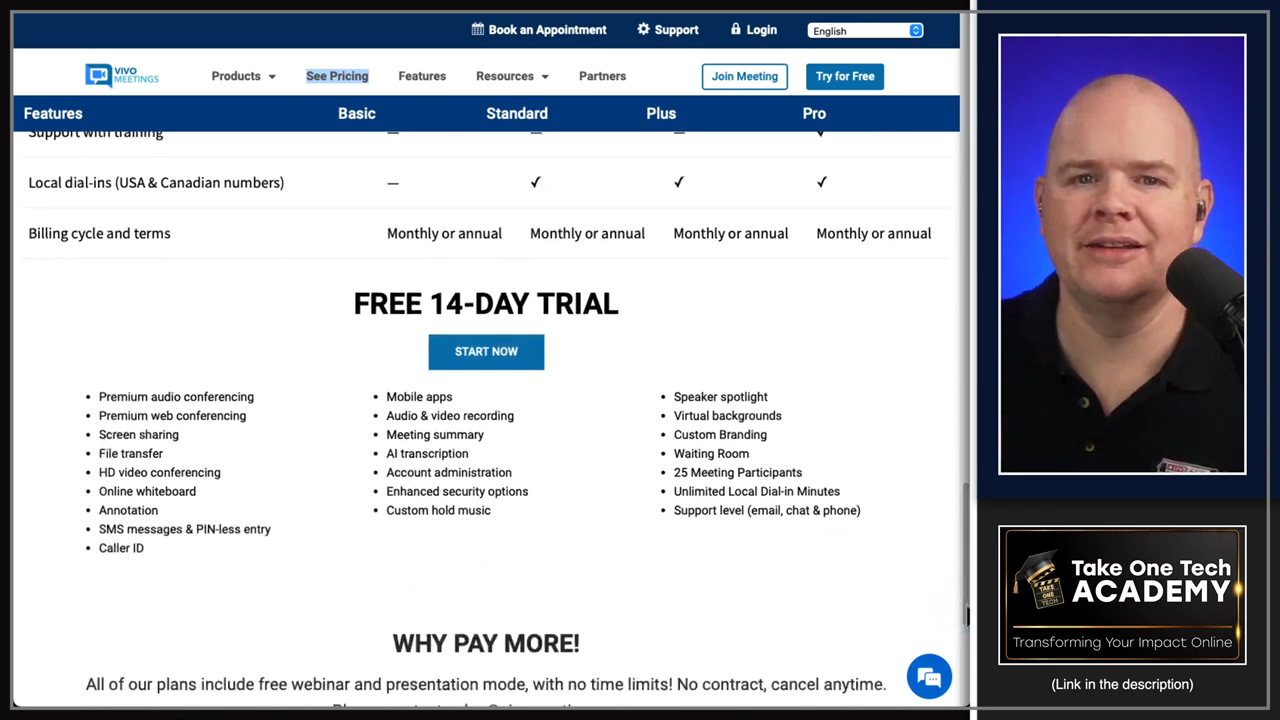 Book an Appointment Support Login English
VIVO
MEETINGS
Products See Pricing Features Resources Partners Join Meeting Try for Free
Features Basic Standard Plus Pro
Support with training — — — ✓
Local dial-ins (USA & Canadian numbers) — ✓ ✓ ✓
Billing cycle and terms Monthly or annual Monthly or annual Monthly or annual Monthly or annual
FREE 14-DAY TRIAL
START NOW
• Premium audio conferencing
• Premium web conferencing
• Screen sharing
• File transfer
• HD video conferencing
• Online whiteboard
• Annotation
• SMS messages & PIN-less entry
• Caller ID
• Mobile apps
• Audio & video recording
• Meeting summary
• AI transcription
• Account administration
• Enhanced security options
• Custom hold music
• Speaker spotlight
• Virtual backgrounds
• Custom Branding
• Waiting Room
• 25 Meeting Participants
• Unlimited Local Dial-in Minutes
• Support level (email, chat & phone)
WHY PAY MORE!
All of our plans include free webinar and presentation mode, with no time limits! No contract, cancel anytime.
TAKE
ONE
TECH
Take One Tech
ACADEMY
Transforming Your Impact Online
(Link in the description)